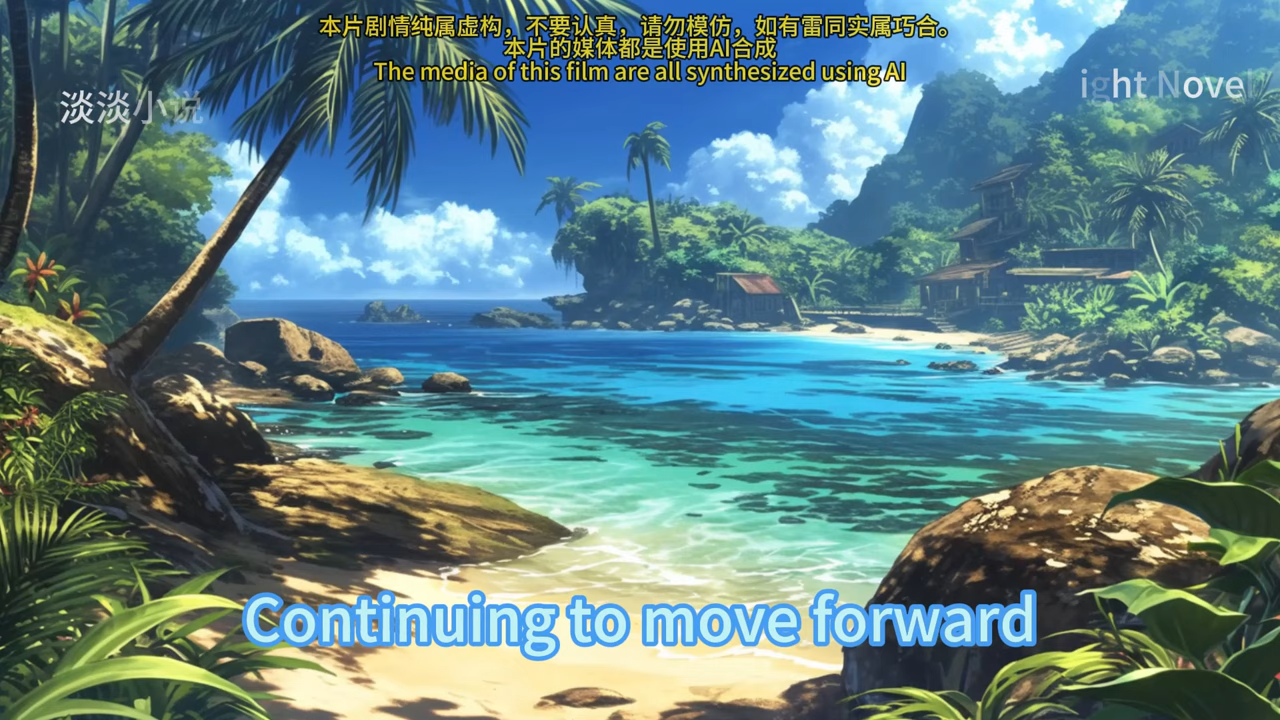 本片剧情纯属虚构，不要认真，请勿模仿，如有雷同实属巧合。
本片的媒体都是使用AI合成
The media of this film are all synthesized using AI
淡淡小说
ight Nove
Continuing to move forward